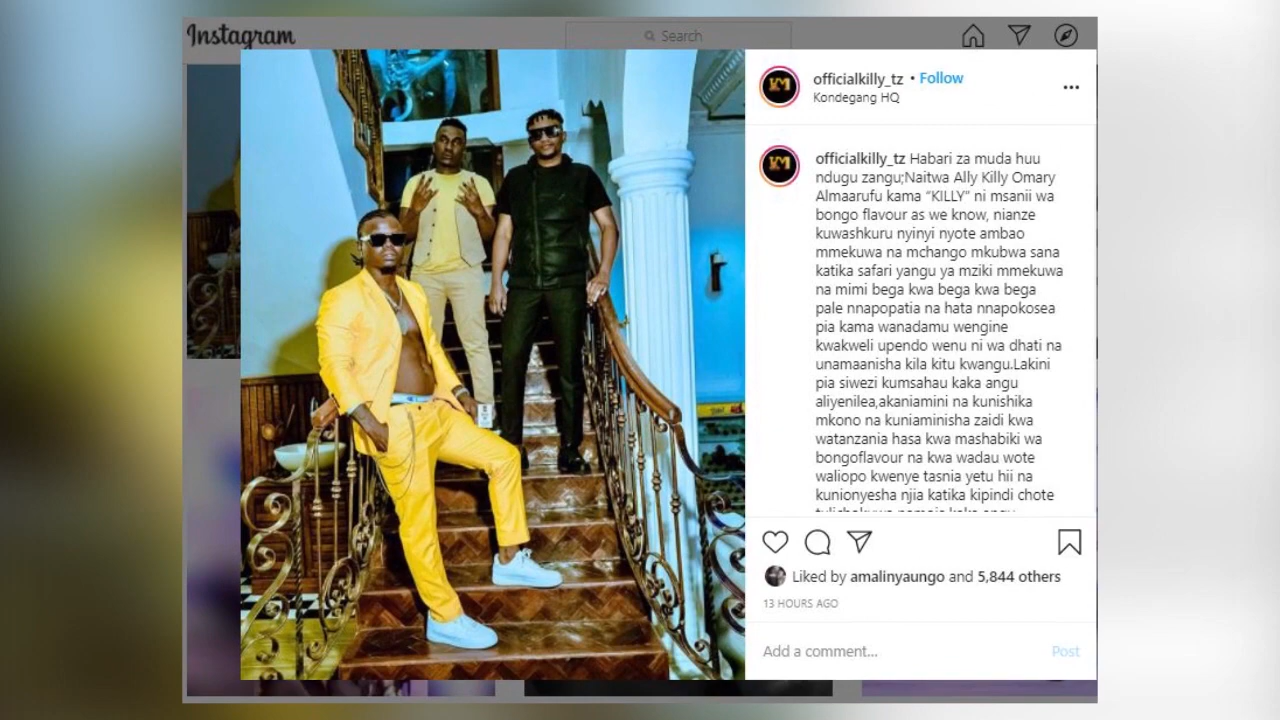 Instagram
Search
officialkilly_tz • Follow
Kondegang HQ
officialkilly_tz Habari za muda huu
ndugu zangu;Naitwa Ally Killy Omary
Almaarufu kama “KILLY” ni msanii wa
bongo flavour as we know, nianze
kuwashkuru nyinyi nyote ambao
mmekuwa na mchango mkubwa sana
katika safari yangu ya mziki mmekuwa
na mimi bega kwa bega kwa bega
pale nnapopatia na hata nnapokosea
pia kama wanadamu wengine
kwakweli upendo wenu ni wa dhati na
unamaanisha kila kitu kwangu.Lakini
pia siwezi kumsahau kaka angu
aliyenilea,akaniamini na kunishika
mkono na kuniaminisha zaidi kwa
watanzania hasa kwa mashabiki wa
bongoflavour na kwa wadau wote
waliopo kwenye tasnia yetu hii na
kunionyesha njia katika kipindi chote
Liked by amalinyaungo and 5,844 others
13 HOURS AGO
Add a comment...
Post